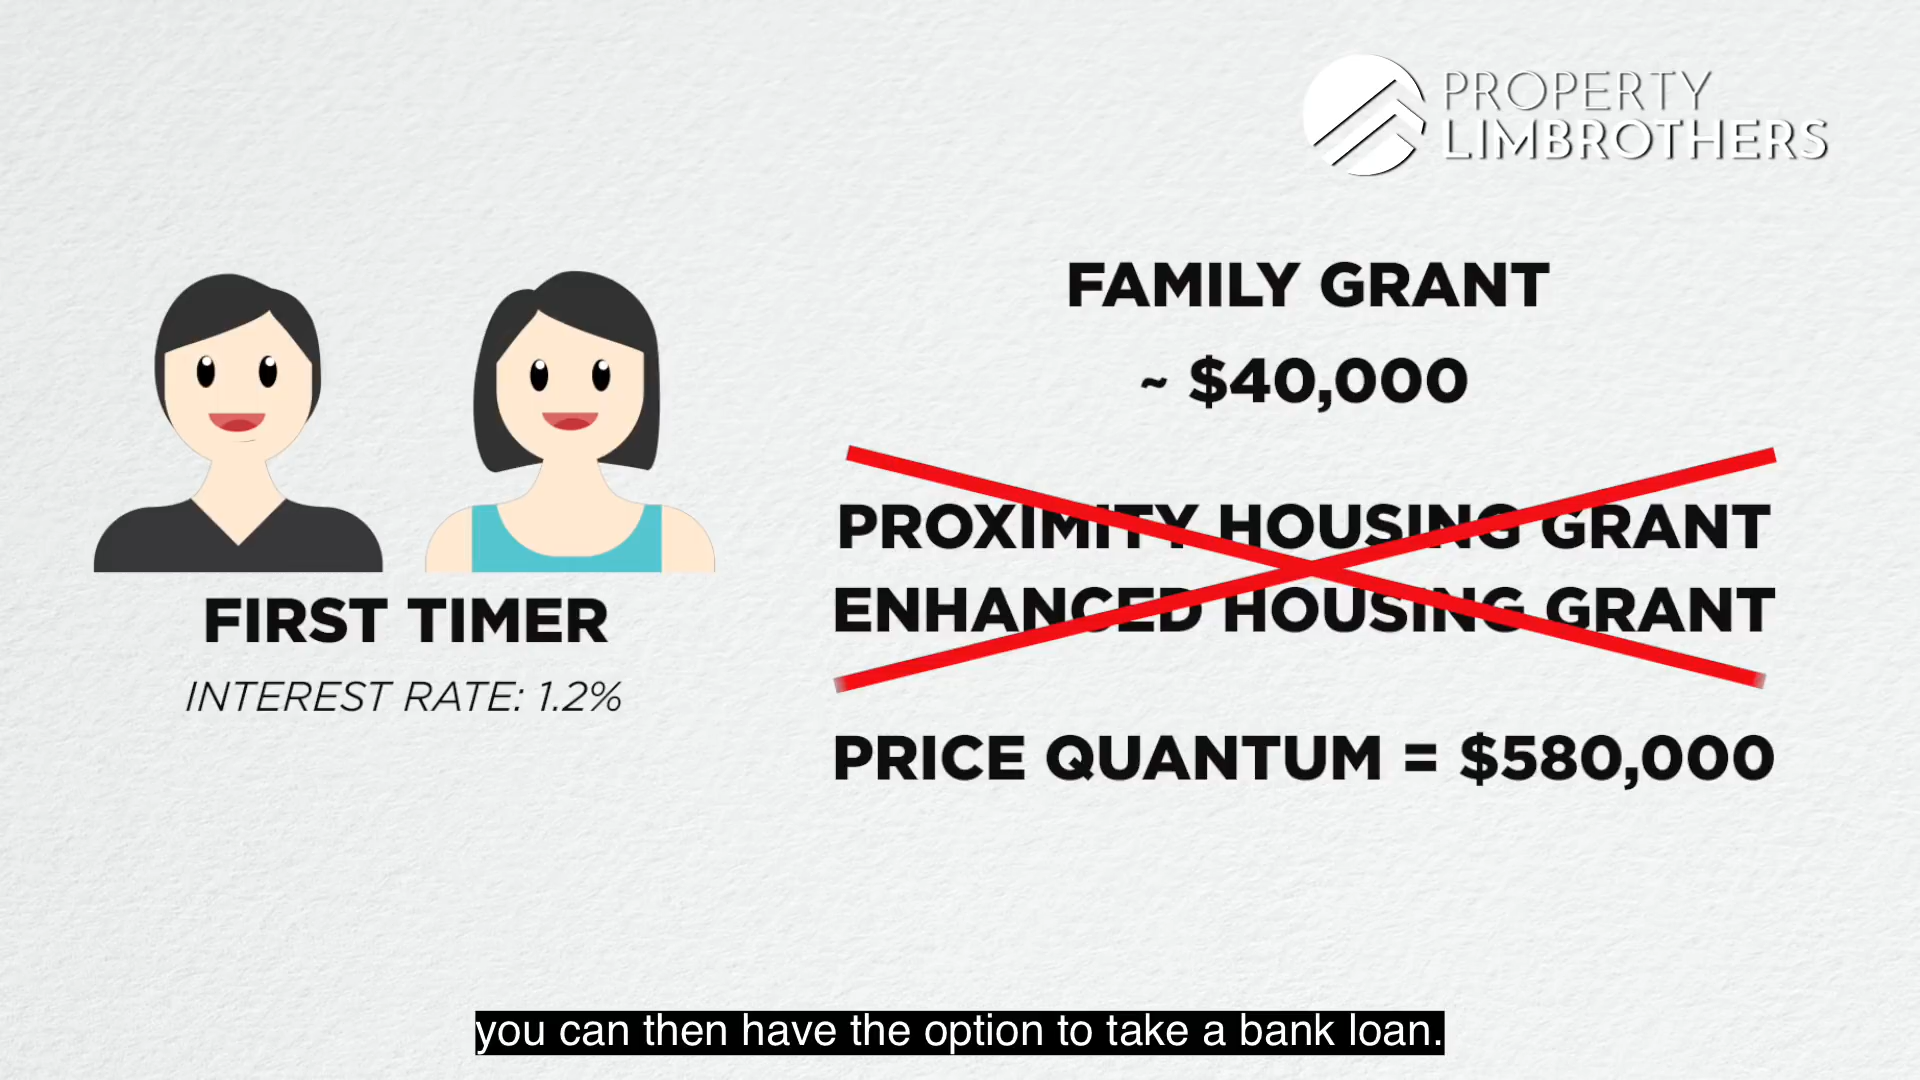 PROPERTY
LIMBROTHERS
FAMILY GRANT
~ $40,000
PROXIMITY HOUSING GRANT
ENHANCED HOUSING GRANT
FIRST TIMER
INTEREST RATE: 1.2%
PRICE QUANTUM = $580,000
you can then have the option to take a bank loan.